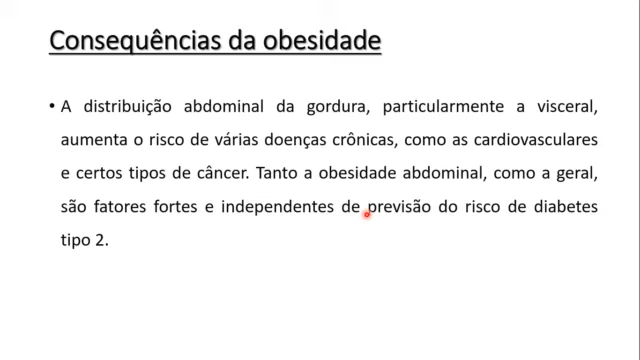 Consequências da obesidade
• A distribuição abdominal da gordura, particularmente a visceral,
aumenta o risco de várias doenças crônicas, como as cardiovasculares
e certos tipos de câncer. Tanto a obesidade abdominal, como a geral,
são fatores fortes e independentes de previsão do risco de diabetes
tipo 2.